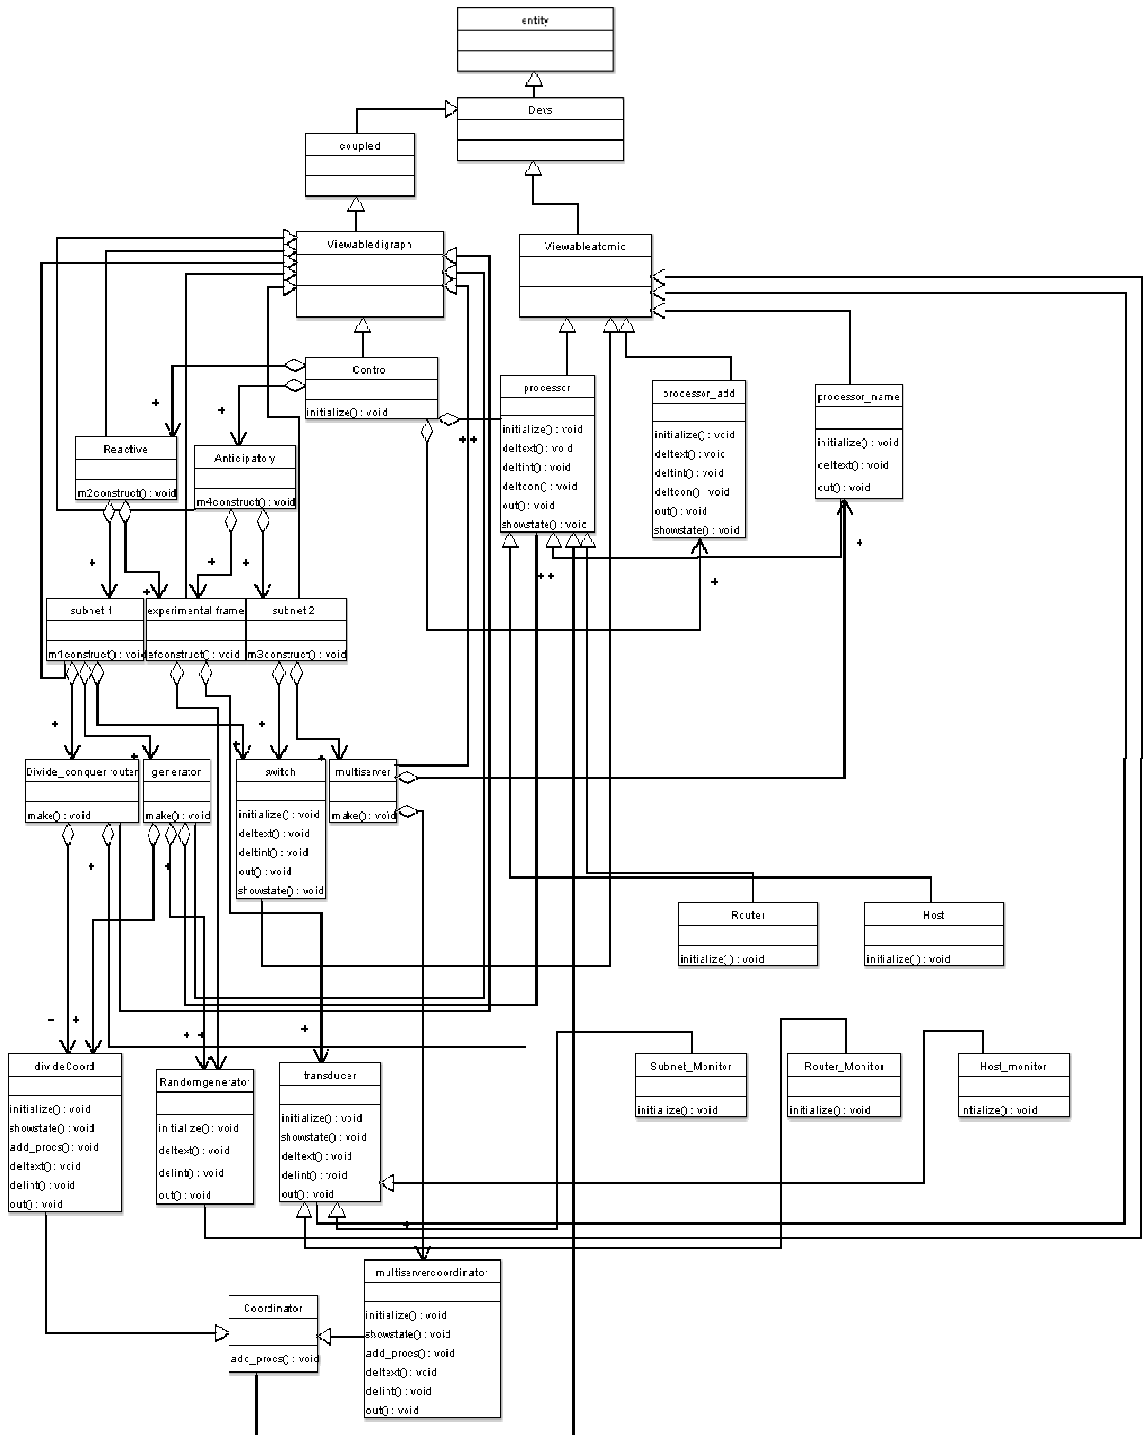 entity
Devs
coupled
Viewabledigraph
Viewableatomic
Contro
initialize() : void
processor
initialize() : void
deltext() : void
deltint() : void
deltcon() : void
out() : void
showstate() : void
processor_add
initialize() : void
deltext() : void
deltint() : void
deltcon() : void
out() : void
showstate() : void
processor_name
initialize() : void
deltext() : void
out() : void
Reactive
m2construct() : void
Anticipatory
m4construct() : void
subnet 1
m1construct() : void
experimental frame
efconstruct() : void
subnet 2
m3construct() : void
Divide_conquer router
make() : void
generator
make() : void
switch
initialize() : void
deltext() : void
deltint() : void
out() : void
showstate() : void
multiserver
make() : void
Router
initialize() : void
Host
initialize() : void
divideCoord
initialize() : void
showstate() : void
add_procs() : void
deltext() : void
delint() : void
out() : void
Randomgenerator
initialize() : void
deltext() : void
delint() : void
out() : void
transducer
initialize() : void
showstate() : void
deltext() : void
delint() : void
out() : void
Subnet_Monitor
initialize() : void
Router_Monitor
initialize() : void
Host_monitor
ntialize() : void
multiservercoordinator
initialize() : void
showstate() : void
add_procs() : void
deltext() : void
delint() : void
out() : void
Coordinator
add_procs() : void